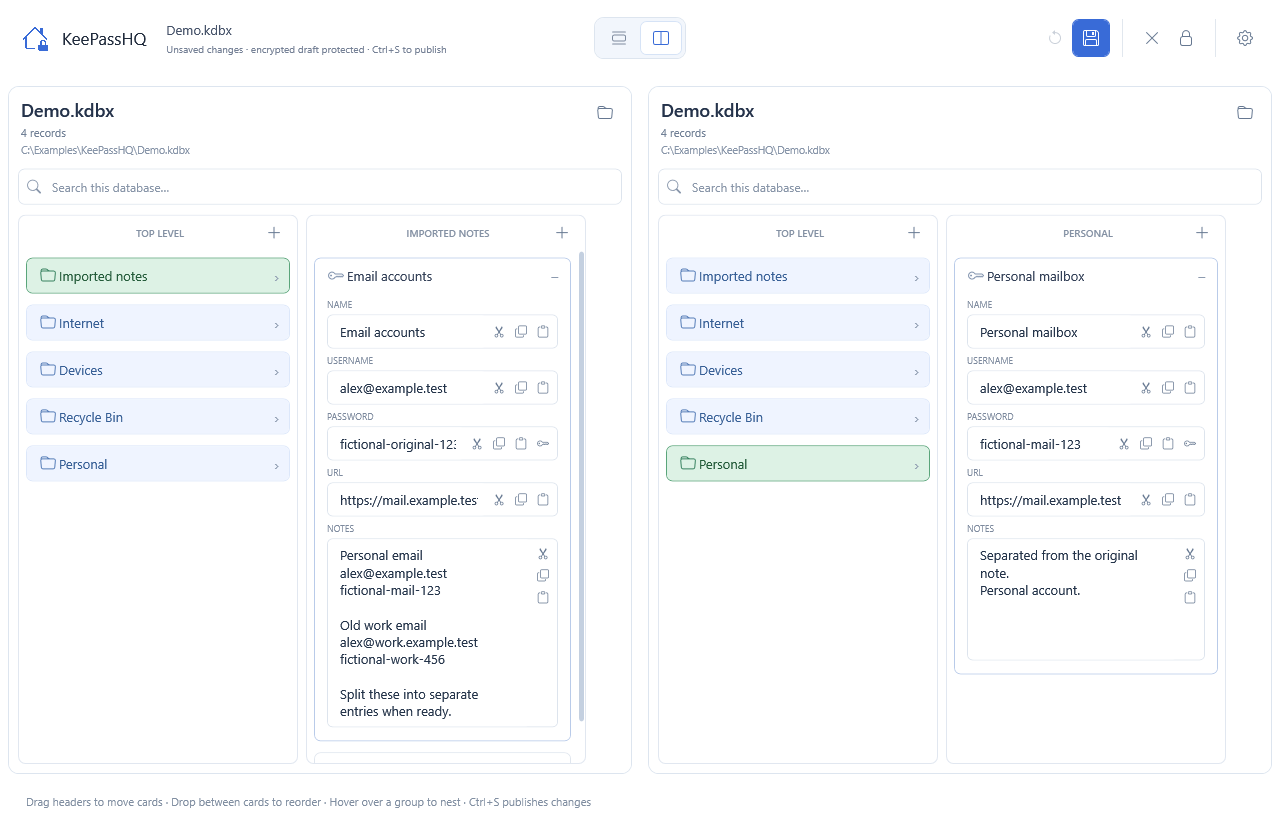 KeePassHQ
Demo.kdbx
Unsaved changes · encrypted draft protected · Ctrl+S to publish
Demo.kdbx
4 records
C:\Examples\KeePassHQ\Demo.kdbx
Search this database...
TOP LEVEL
Imported notes
Internet
Devices
Recycle Bin
Personal
IMPORTED NOTES
Email accounts
NAME
Email accounts
USERNAME
alex@example.test
PASSWORD
fictional-original-123
URL
https://mail.example.test
NOTES
Personal email
alex@example.test
fictional-mail-123
Old work email
alex@work.example.test
fictional-work-456
Split these into separate
entries when ready.
Demo.kdbx
4 records
C:\Examples\KeePassHQ\Demo.kdbx
Search this database...
TOP LEVEL
Imported notes
Internet
Devices
Recycle Bin
Personal
PERSONAL
Personal mailbox
NAME
Personal mailbox
USERNAME
alex@example.test
PASSWORD
fictional-mail-123
URL
https://mail.example.test
NOTES
Separated from the original
note.
Personal account.
Drag headers to move cards · Drop between cards to reorder · Hover over a group to nest · Ctrl+S publishes changes